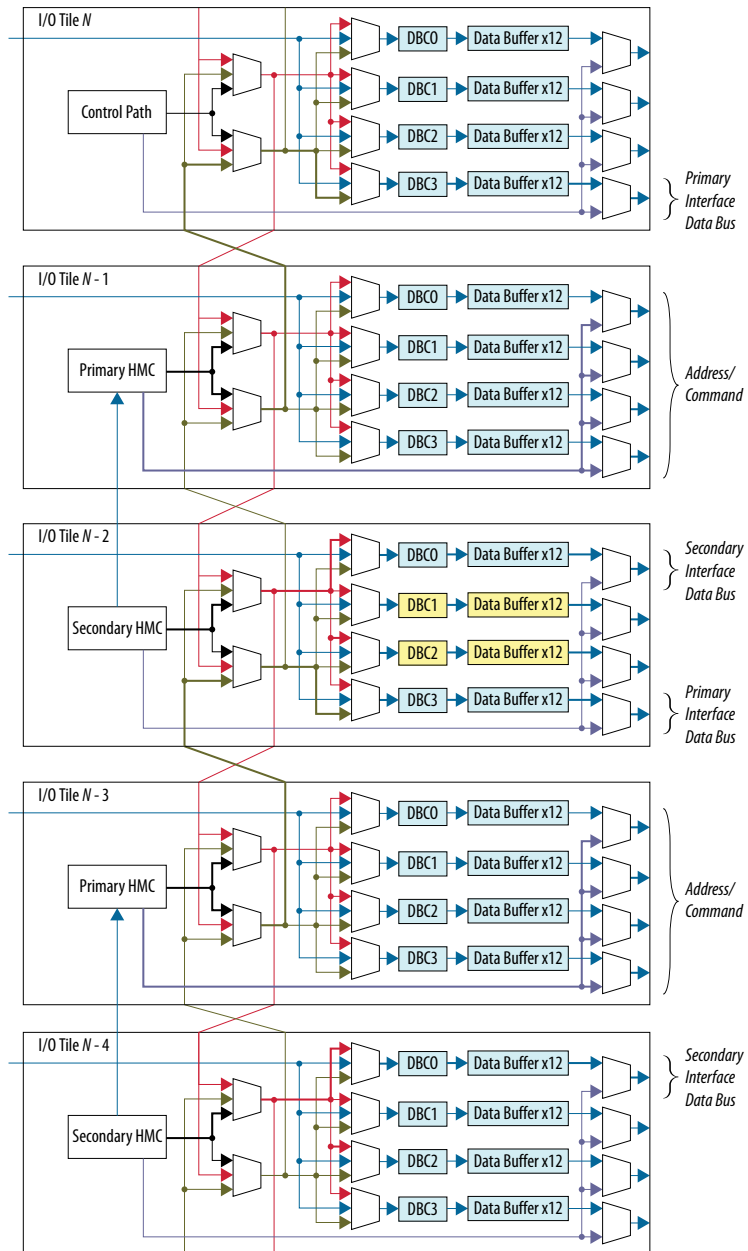 I/O Tile N
DBC0 Data Buffer x12
DBC1 Data Buffer x12
Control Path
DBC2 Data Buffer x12
DBC3 Data Buffer x12
Primary
Interface
Data Bus
I/O Tile N - 1
DBC0 Data Buffer x12
DBC1 Data Buffer x12
Primary HMC
DBC2 Data Buffer x12
DBC3 Data Buffer x12
Address/
Command
I/O Tile N - 2
DBC0 Data Buffer x12
Secondary
Interface
Data Bus
DBC1 Data Buffer x12
Secondary HMC
DBC2 Data Buffer x12
DBC3 Data Buffer x12
Primary
Interface
Data Bus
I/O Tile N - 3
DBC0 Data Buffer x12
DBC1 Data Buffer x12
Primary HMC
DBC2 Data Buffer x12
DBC3 Data Buffer x12
Address/
Command
I/O Tile N - 4
DBC0 Data Buffer x12
Secondary
Interface
Data Bus
DBC1 Data Buffer x12
Secondary HMC
DBC2 Data Buffer x12
DBC3 Data Buffer x12